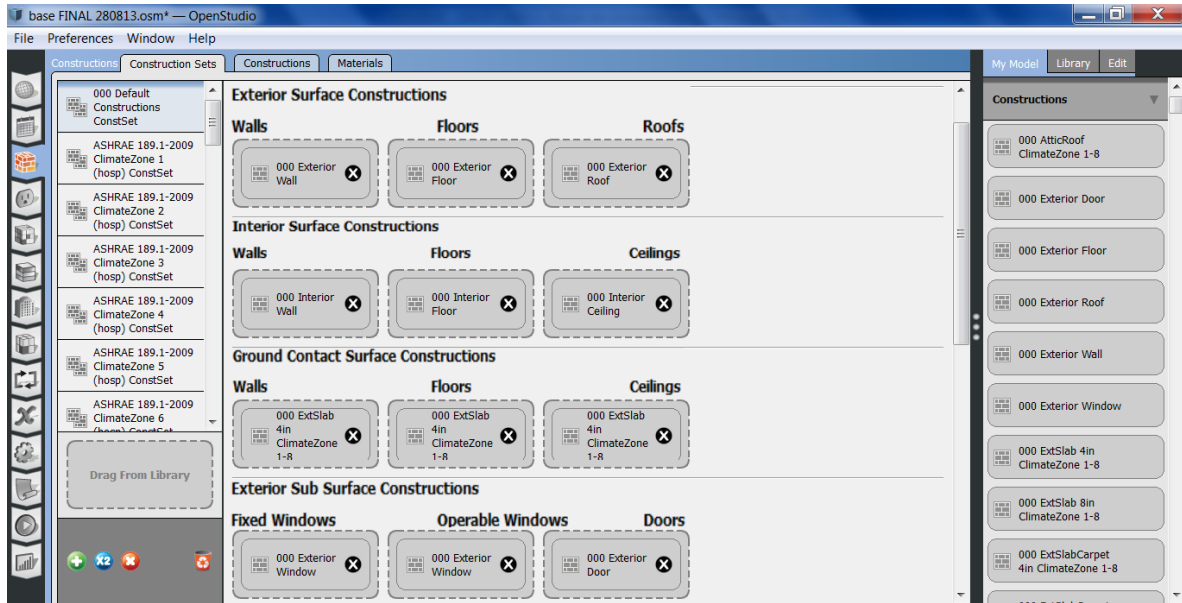 base FINAL 280813.osm* — OpenStudio
File Preferences Window Help
Constructions Construction Sets Constructions Materials
My Model Library Edit
000 Default
Constructions
ConstSet
ASHRAE 189.1-2009
ClimateZone 1
(hosp) ConstSet
ASHRAE 189.1-2009
ClimateZone 2
(hosp) ConstSet
ASHRAE 189.1-2009
ClimateZone 3
(hosp) ConstSet
ASHRAE 189.1-2009
ClimateZone 4
(hosp) ConstSet
ASHRAE 189.1-2009
ClimateZone 5
(hosp) ConstSet
ASHRAE 189.1-2009
ClimateZone 6
Drag From Library
x2
Exterior Surface Constructions
Walls Floors Roofs
000 Exterior
Wall
000 Exterior
Floor
000 Exterior
Roof
Interior Surface Constructions
Walls Floors Ceilings
000 Interior
Wall
000 Interior
Floor
000 Interior
Ceiling
Ground Contact Surface Constructions
Walls Floors Ceilings
000 ExtSlab
4in
ClimateZone
1-8
000 ExtSlab
4in
ClimateZone
1-8
000 ExtSlab
4in
ClimateZone
1-8
Exterior Sub Surface Constructions
Fixed Windows Operable Windows Doors
000 Exterior
Window
000 Exterior
Window
000 Exterior
Door
Constructions
000 AtticRoof
ClimateZone 1-8
000 Exterior Door
000 Exterior Floor
000 Exterior Roof
000 Exterior Wall
000 Exterior Window
000 ExtSlab 4in
ClimateZone 1-8
000 ExtSlab 8in
ClimateZone 1-8
000 ExtSlabCarpet
4in ClimateZone 1-8